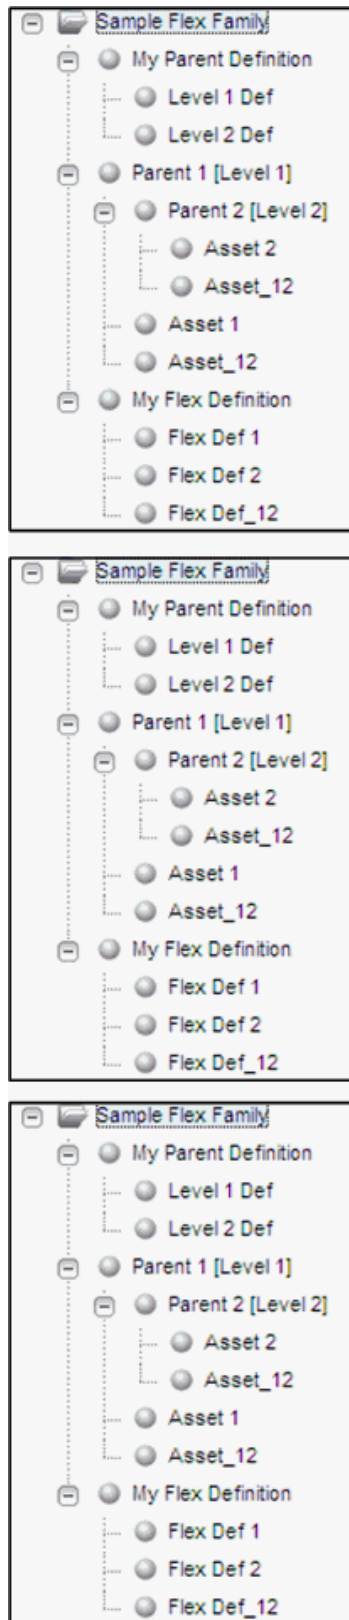 Sample Flex Family
My Parent Definition
Level 1 Def
Level 2 Def
Parent 1 [Level 1]
Parent 2 [Level 2]
Asset 2
Asset_12
Asset 1
Asset_12
My Flex Definition
Flex Def 1
Flex Def 2
Flex Def_12
Sample Flex Family
My Parent Definition
Level 1 Def
Level 2 Def
Parent 1 [Level 1]
Parent 2 [Level 2]
Asset 2
Asset_12
Asset 1
Asset_12
My Flex Definition
Flex Def 1
Flex Def 2
Flex Def_12
Sample Flex Family
My Parent Definition
Level 1 Def
Level 2 Def
Parent 1 [Level 1]
Parent 2 [Level 2]
Asset 2
Asset_12
Asset 1
Asset_12
My Flex Definition
Flex Def 1
Flex Def 2
Flex Def_12